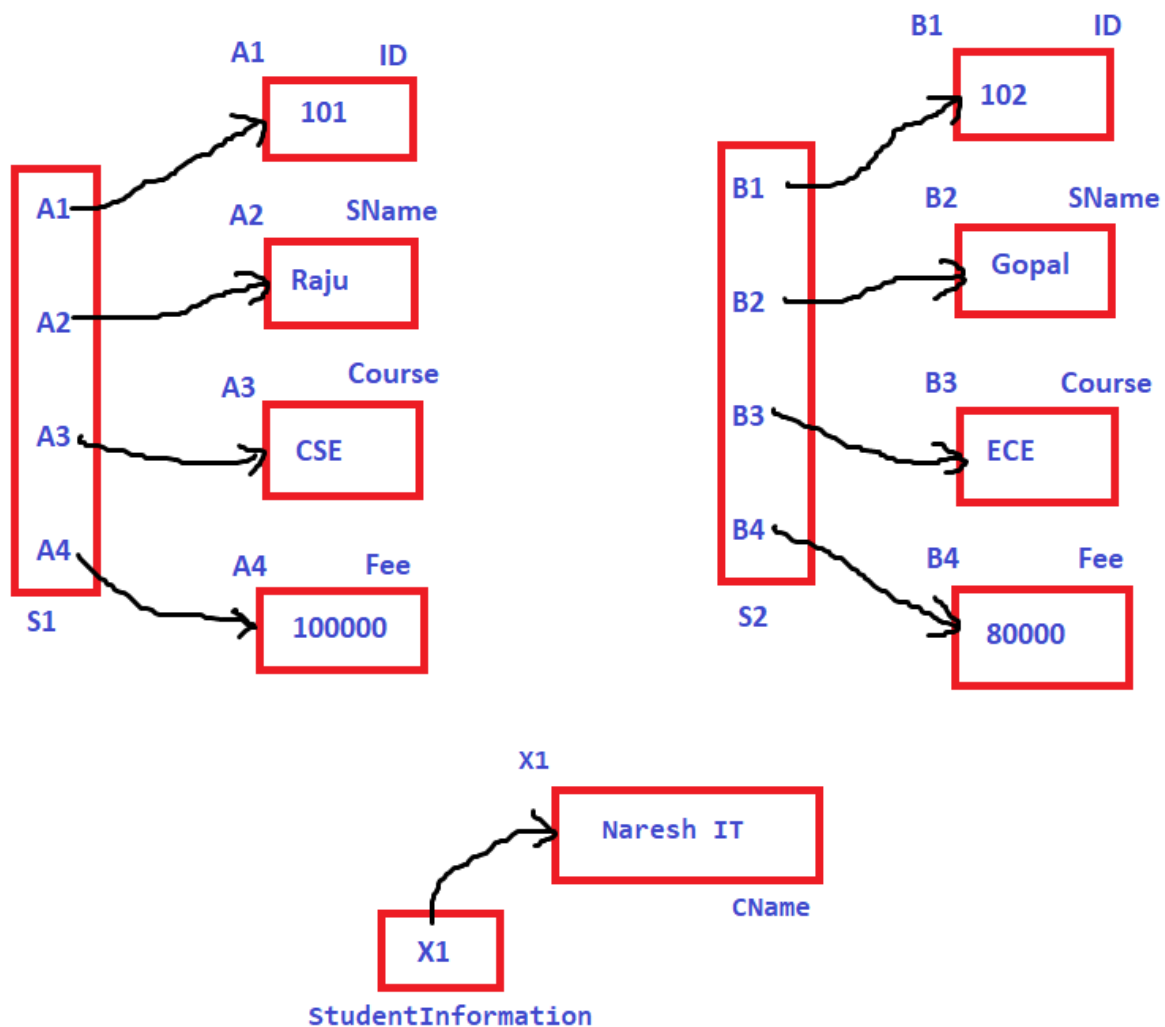 A1 ID
101
A1
A2 SName
Raju
A2
A3 Course
CSE
A3
A4 Fee
100000
A4
S1
B1 ID
102
B1
B2 SName
Gopal
B2
B3 Course
ECE
B3
B4 Fee
80000
B4
S2
X1
Naresh IT
CName
X1
StudentInformation